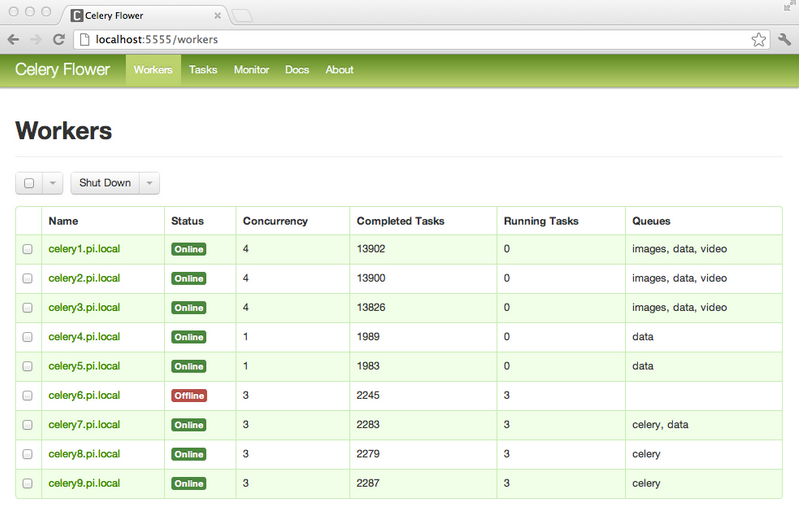 Celery Flower
localhost:5555/workers
Celery Flower Workers Tasks Monitor Docs About
Workers
Shut Down
Name Status Concurrency Completed Tasks Running Tasks Queues
celery1.pi.local Online 4 13902 0 images, data, video
celery2.pi.local Online 4 13900 0 images, data, video
celery3.pi.local Online 4 13826 0 images, data, video
celery4.pi.local Online 1 1989 0 data
celery5.pi.local Online 1 1983 0 data
celery6.pi.local Offline 3 2245 3
celery7.pi.local Online 3 2283 3 celery, data
celery8.pi.local Online 3 2279 3 celery
celery9.pi.local Online 3 2287 3 celery